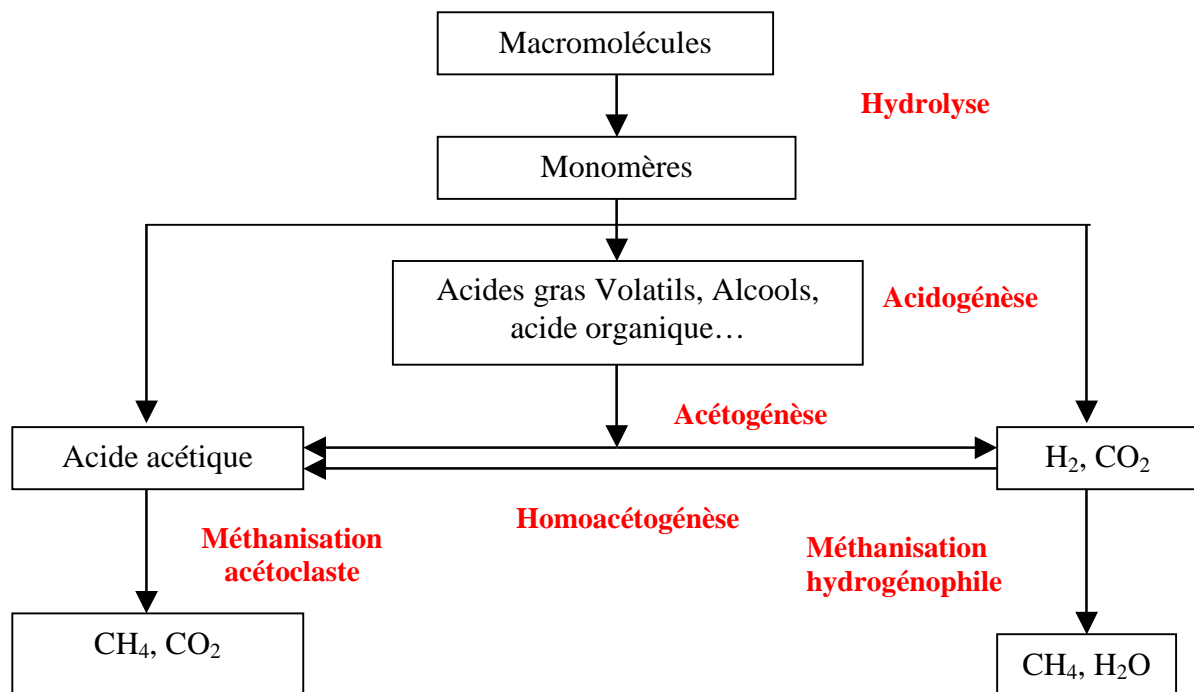 Macromolécules
Hydrolyse
Monomères
Acides gras Volatils, Alcools,
acide organique…
Acidogénèse
Acétogénèse
Acide acétique
H₂, CO₂
Homoacétogénèse
Méthanisation
acétoclaste
Méthanisation
hydrogénophile
CH₄, CO₂
CH₄, H₂O